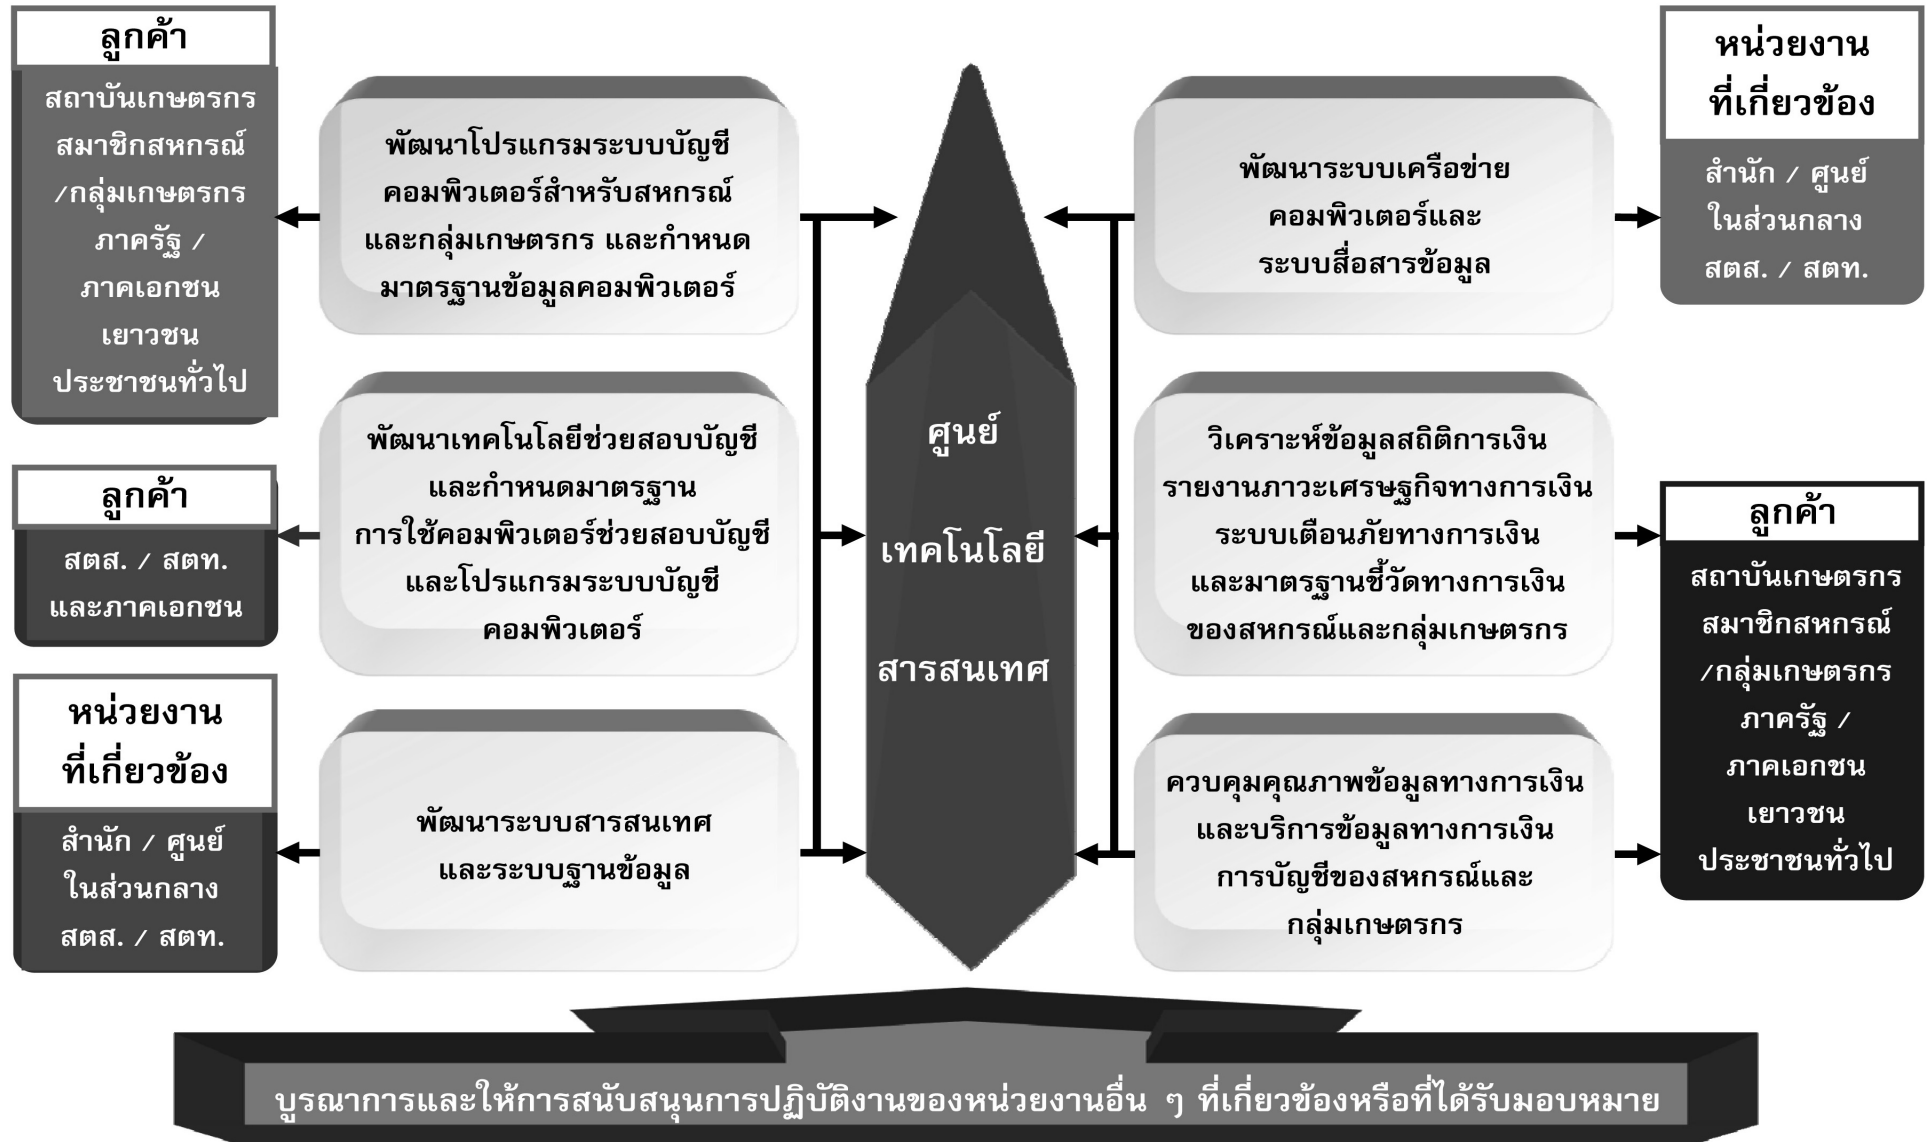 ลูกค้า
สถาบันเกษตรกร
สมาชิกสหกรณ์
/กลุ่มเกษตรกร
ภาครัฐ /
ภาคเอกชน
เยาวชน
ประชาชนทั่วไป
ลูกค้า
สตส. / สตท.
และภาคเอกชน
หน่วยงาน
ที่เกี่ยวข้อง
สำนัก / ศูนย์
ในส่วนกลาง
สตส. / สตท.
พัฒนาโปรแกรมระบบบัญชี
คอมพิวเตอร์สำหรับสหกรณ์
และกลุ่มเกษตรกร และกำหนด
มาตรฐานข้อมูลคอมพิวเตอร์
พัฒนาเทคโนโลยีช่วยสอบบัญชี
และกำหนดมาตรฐาน
การใช้คอมพิวเตอร์ช่วยสอบบัญชี
และโปรแกรมระบบบัญชี
คอมพิวเตอร์
พัฒนาระบบสารสนเทศ
และระบบฐานข้อมูล
ศูนย์
เทคโนโลยี
สารสนเทศ
พัฒนาระบบเครือข่าย
คอมพิวเตอร์และ
ระบบสื่อสารข้อมูล
วิเคราะห์ข้อมูลสถิติการเงิน
รายงานภาวะเศรษฐกิจทางการเงิน
ระบบเตือนภัยทางการเงิน
และมาตรฐานชี้วัดทางการเงิน
ของสหกรณ์และกลุ่มเกษตรกร
ควบคุมคุณภาพข้อมูลทางการเงิน
และบริการข้อมูลทางการเงิน
การบัญชีของสหกรณ์และ
กลุ่มเกษตรกร
หน่วยงาน
ที่เกี่ยวข้อง
สำนัก / ศูนย์
ในส่วนกลาง
สตส. / สตท.
ลูกค้า
สถาบันเกษตรกร
สมาชิกสหกรณ์
/กลุ่มเกษตรกร
ภาครัฐ /
ภาคเอกชน
เยาวชน
ประชาชนทั่วไป
บูรณาการและให้การสนับสนุนการปฏิบัติงานของหน่วยงานอื่น ๆ ที่เกี่ยวข้องหรือที่ได้รับมอบหมาย